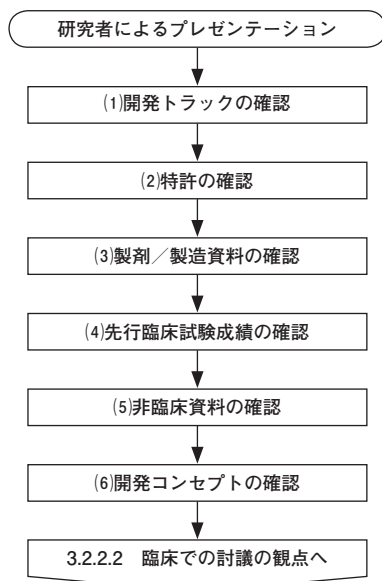 研究者によるプレゼンテーション
⑴開発トラックの確認
⑵特許の確認
⑶製剤／製造資料の確認
⑷先行臨床試験成績の確認
⑸非臨床資料の確認
⑹開発コンセプトの確認
3.2.2.2　臨床での討議の観点へ